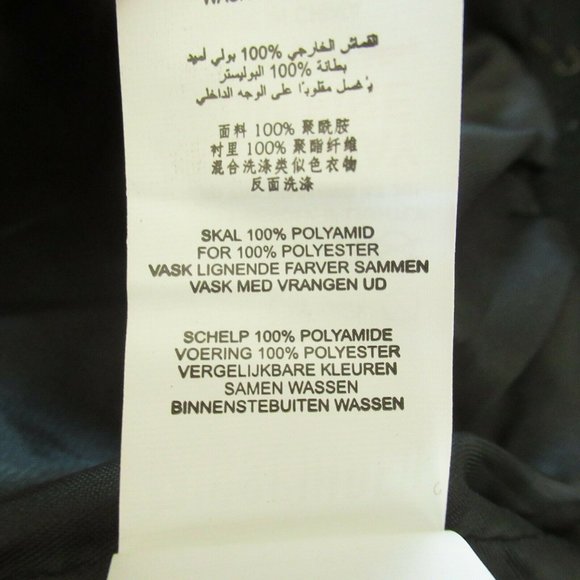 القماش الخارجي 100% بولي أميد
بطانة 100% البوليستر
يُغسل مقلوبًا على الوجه الداخلي
面料 100% 聚酰胺
衬里 100% 聚酯纤维
混合洗涤类似色衣物
反面洗涤
SKAL 100% POLYAMID
FOR 100% POLYESTER
VASK LIGNENDE FARVER SAMMEN
VASK MED VRANGEN UD
SCHELP 100% POLYAMIDE
VOERING 100% POLYESTER
VERGELIJKBARE KLEUREN
SAMEN WASSEN
BINNENSTEBUITEN WASSEN